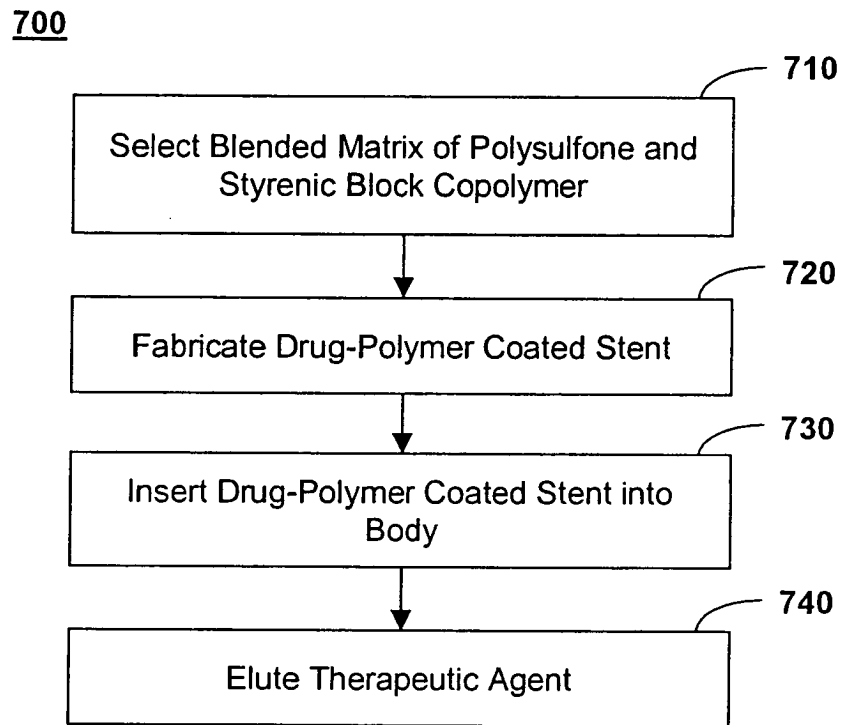 700
710
Select Blended Matrix of Polysulfone and
Styrenic Block Copolymer
720
Fabricate Drug-Polymer Coated Stent
730
Insert Drug-Polymer Coated Stent into
Body
740
Elute Therapeutic Agent